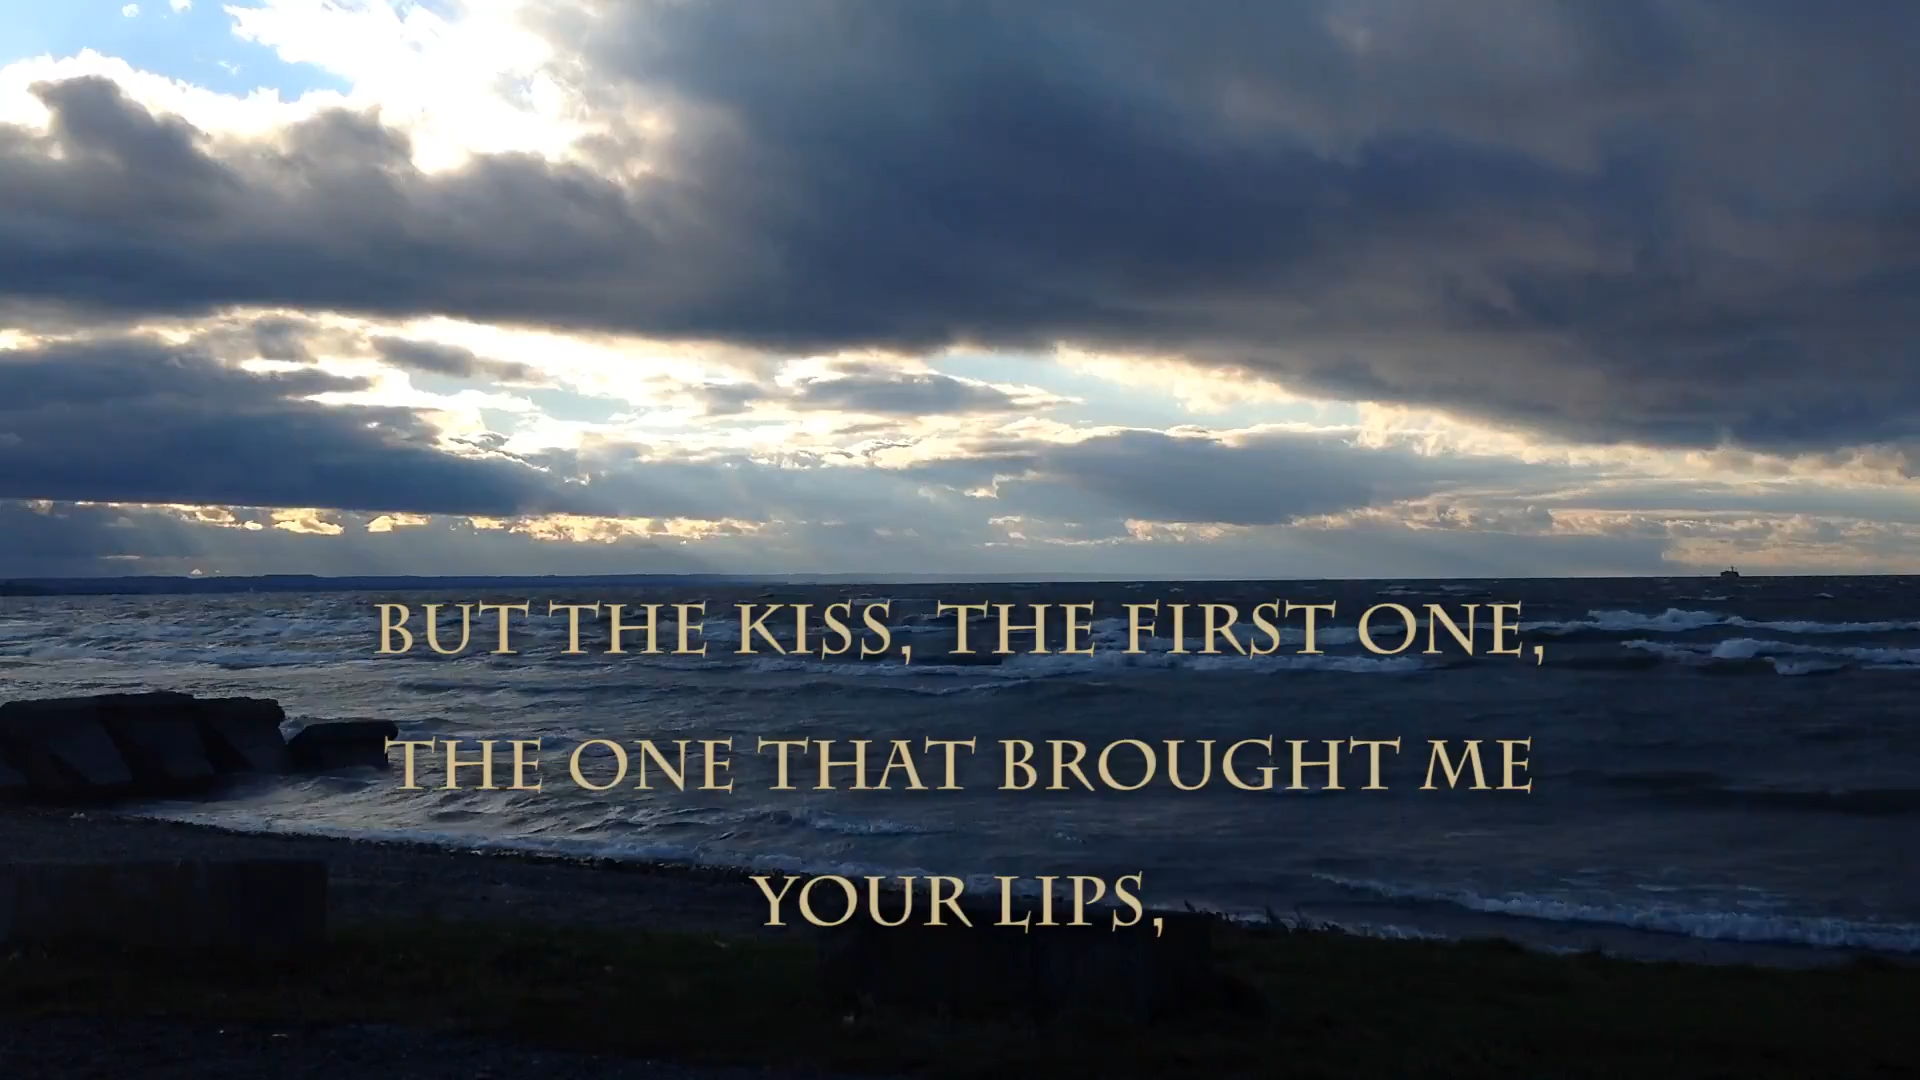 BUT THE KISS, THE FIRST ONE,
THE ONE THAT BROUGHT ME
YOUR LIPS,